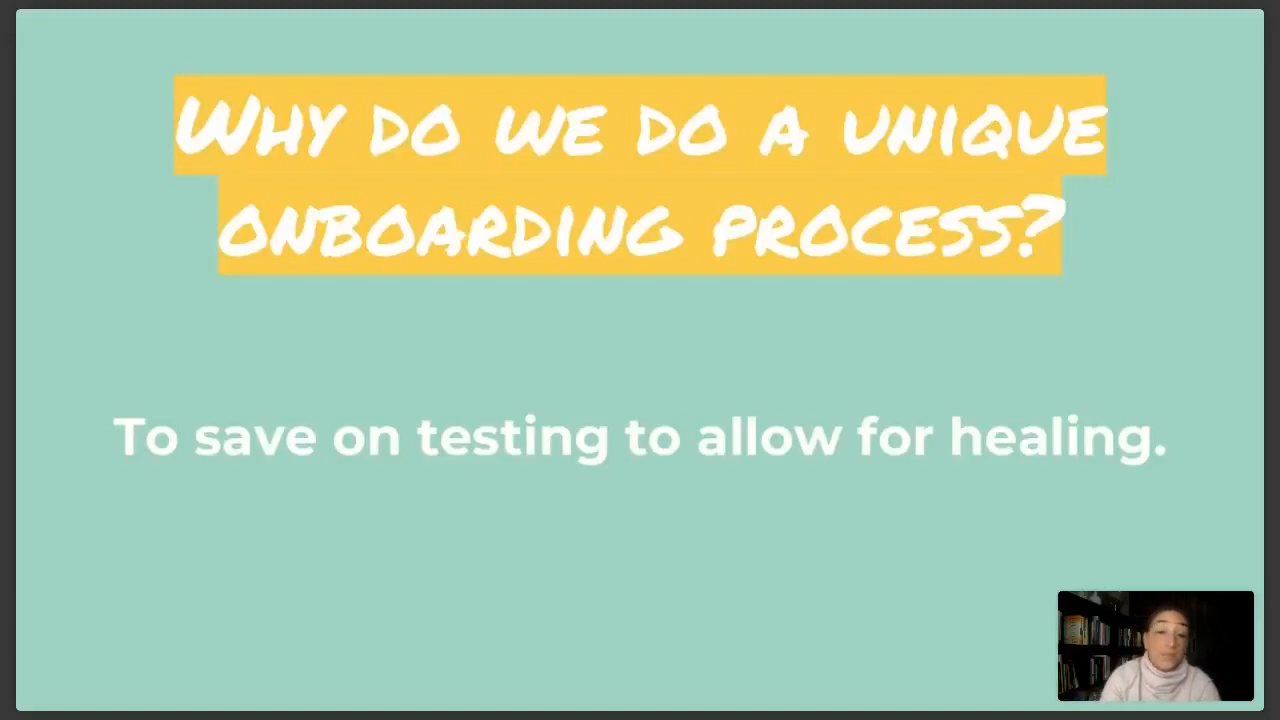 Why do we do a unique
onboarding process?
To save on testing to allow for healing.